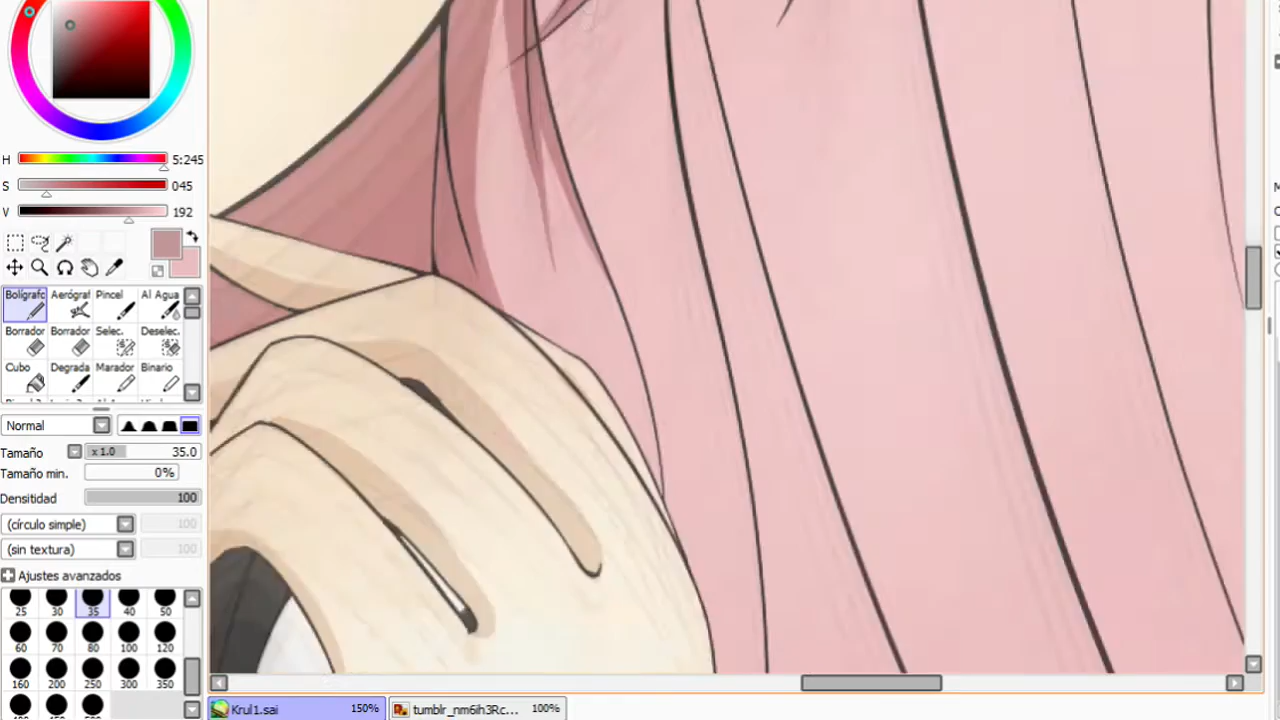 H 5:245
S 045
V 192
Bolígrafc Aerógraf Pincel Al Agua
Borrador Borrador Selec. Deselec.
Cubo Degrada Marador Binario
Normal
Tamaño x 1.0 35.0
Tamaño min. 0%
Densitidad 100
(círculo simple) 100
(sin textura) 100
Ajustes avanzados
25 30 35 40 50
60 70 80 100 120
160 200 250 300 350
Krul1.sai 150% tumblr_nm6ih3Rc... 100%